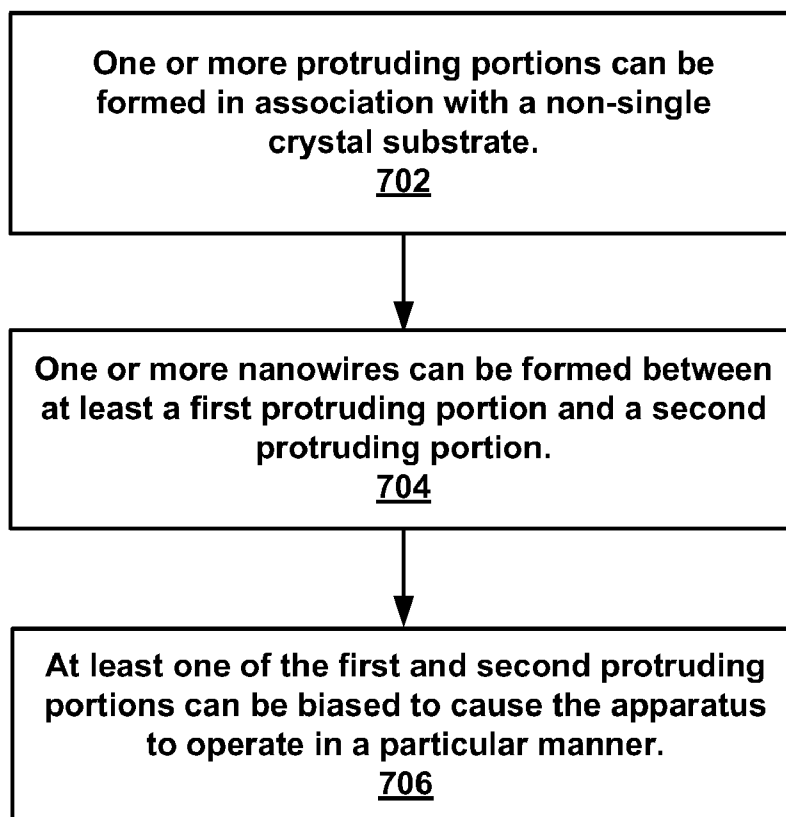 One or more protruding portions can be
formed in association with a non-single
crystal substrate.
702
One or more nanowires can be formed between
at least a first protruding portion and a second
protruding portion.
704
At least one of the first and second protruding
portions can be biased to cause the apparatus
to operate in a particular manner.
706